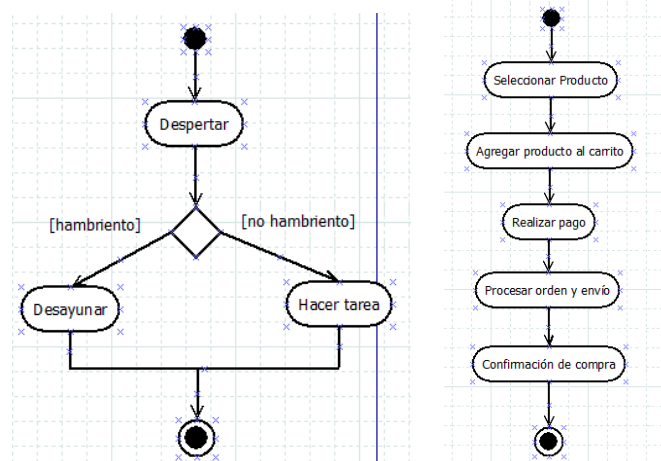 Despertar
[hambriento]
[no hambriento]
Desayunar
Hacer tarea
Seleccionar Producto
Agregar producto al carrito
Realizar pago
Procesar orden y envío
Confirmación de compra